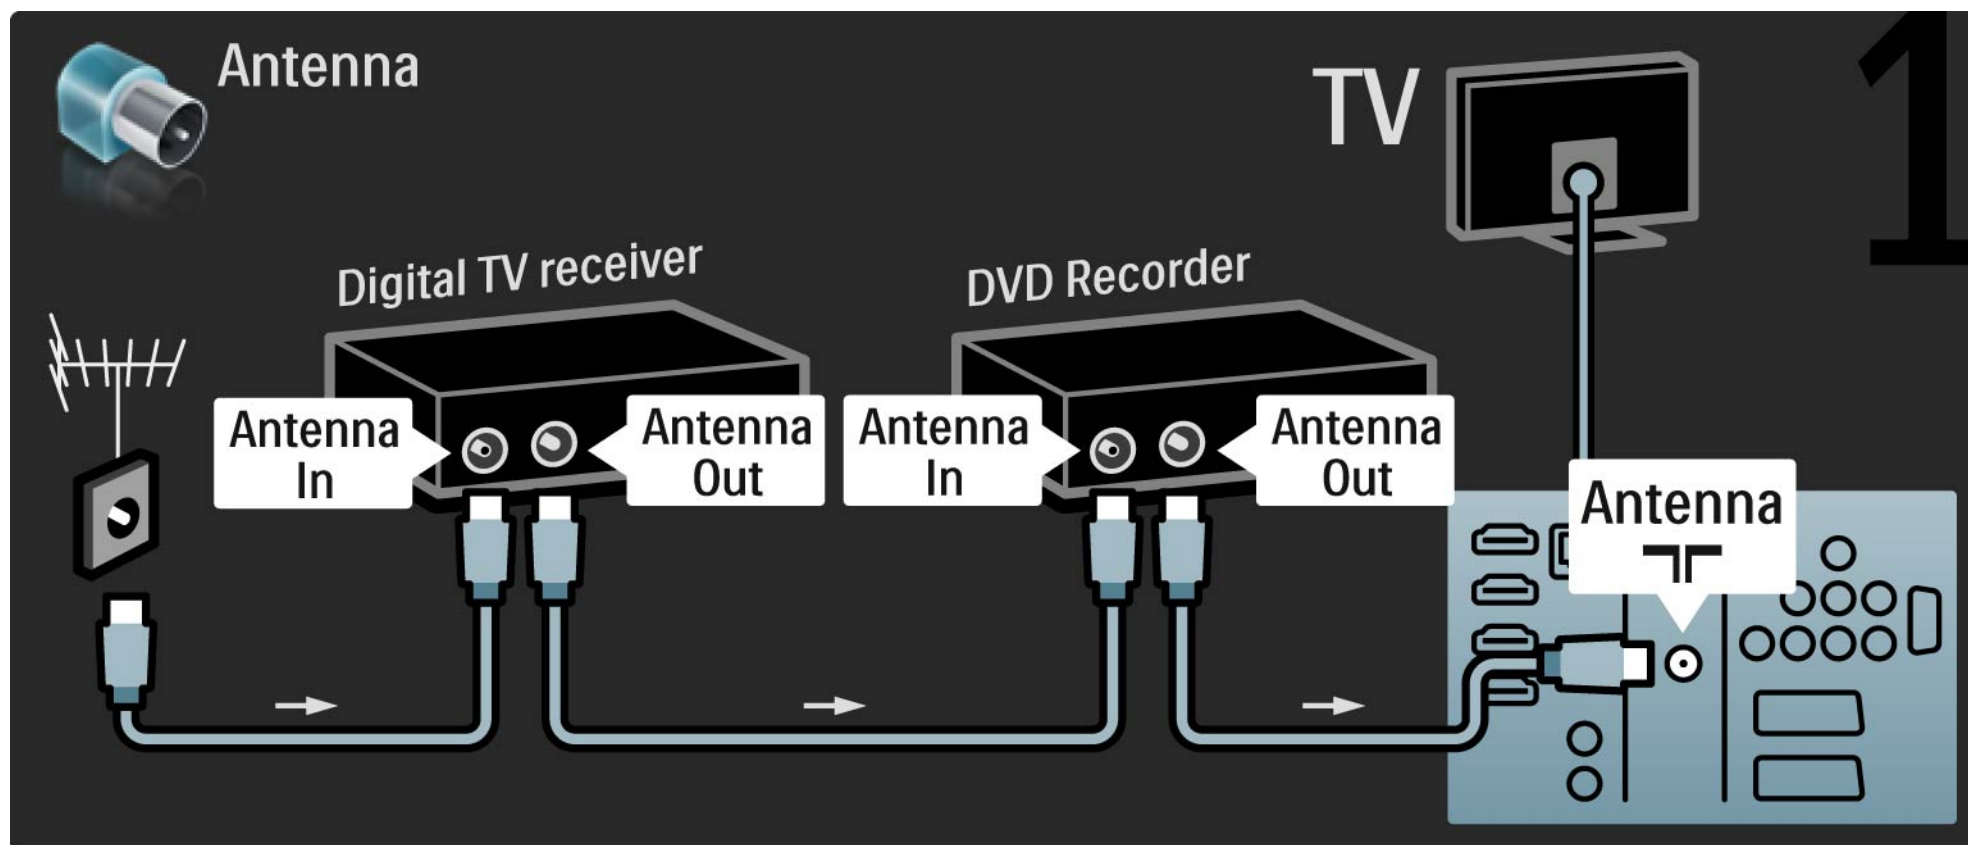 Antenna
TV
1
Digital TV receiver
DVD Recorder
Antenna
In
Antenna
Out
Antenna
In
Antenna
Out
Antenna